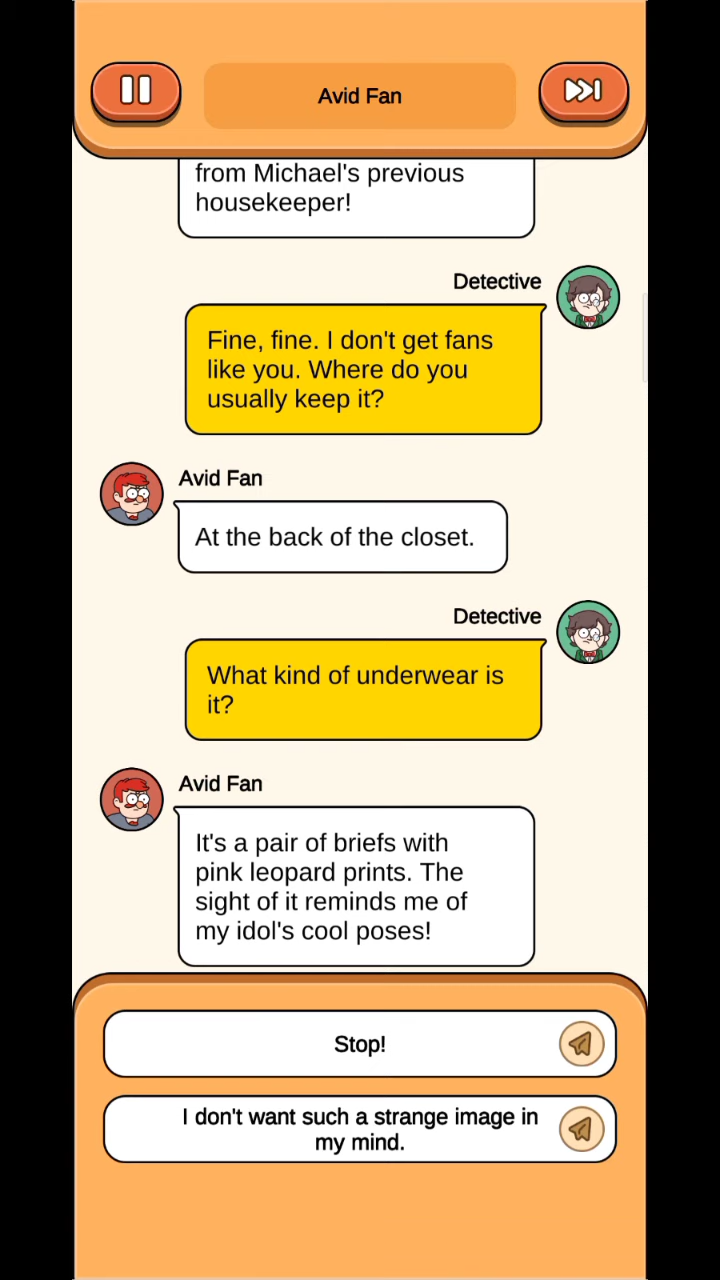 Avid Fan
from Michael's previous
housekeeper!
Detective
Fine, fine. I don't get fans
like you. Where do you
usually keep it?
Avid Fan
At the back of the closet.
Detective
What kind of underwear is
it?
Avid Fan
It's a pair of briefs with
pink leopard prints. The
sight of it reminds me of
my idol's cool poses!
Stop!
I don't want such a strange image in
my mind.